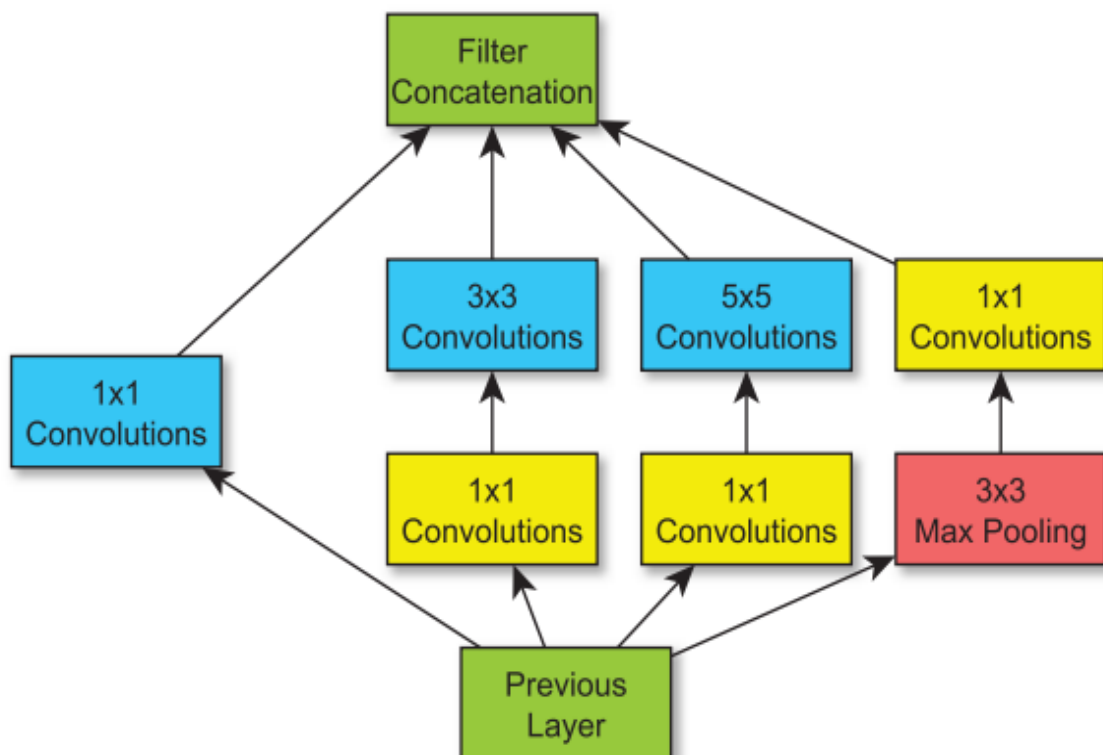 Filter
Concatenation
3x3
Convolutions
5x5
Convolutions
1x1
Convolutions
1x1
Convolutions
1x1
Convolutions
1x1
Convolutions
3x3
Max Pooling
Previous
Layer